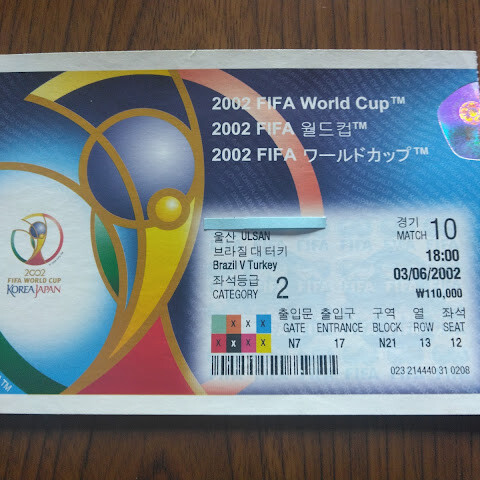 2002 FIFA World Cup™
2002 FIFA 월드컵™
2002 FIFA ワールドカップ™
2002
FIFA WORLD CUP
KOREA JAPAN
울산 ULSAN
브라질 대 터키
Brazil V Turkey
좌석등급
CATEGORY 2
경기
MATCH 10
18:00
03/06/2002
₩110,000
출입문 출입구 구역 열 좌석
GATE ENTRANCE BLOCK ROW SEAT
N7 17 N21 13 12
X X X
X X X X
023 214440 31 0208
TM